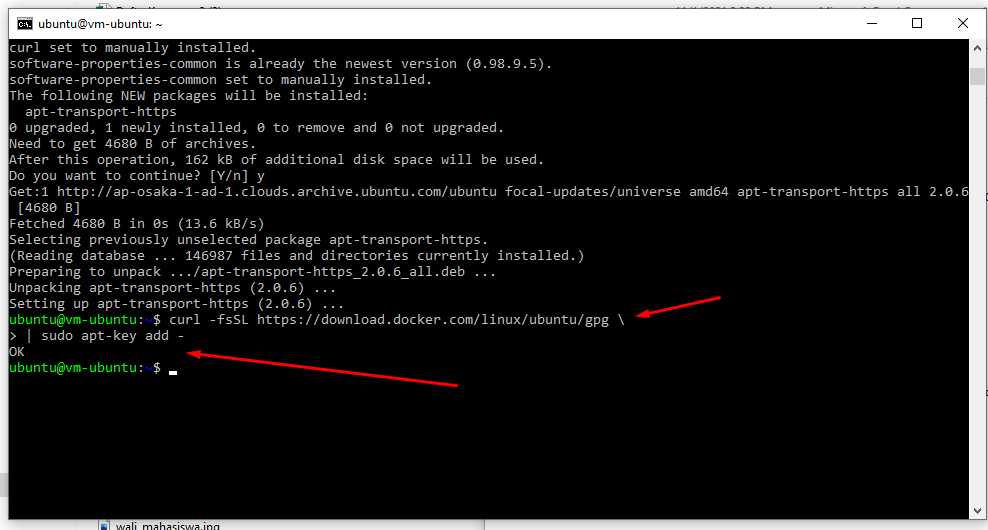 ubuntu@vm-ubuntu: ~
curl set to manually installed.
software-properties-common is already the newest version (0.98.9.5).
software-properties-common set to manually installed.
The following NEW packages will be installed:
  apt-transport-https
0 upgraded, 1 newly installed, 0 to remove and 0 not upgraded.
Need to get 4680 B of archives.
After this operation, 162 kB of additional disk space will be used.
Do you want to continue? [Y/n] y
Get:1 http://ap-osaka-1-ad-1.clouds.archive.ubuntu.com/ubuntu focal-updates/universe amd64 apt-transport-https all 2.0.6
 [4680 B]
Fetched 4680 B in 0s (13.6 kB/s)
Selecting previously unselected package apt-transport-https.
(Reading database ... 146987 files and directories currently installed.)
Preparing to unpack .../apt-transport-https_2.0.6_all.deb ...
Unpacking apt-transport-https (2.0.6) ...
Setting up apt-transport-https (2.0.6) ...
ubuntu@vm-ubuntu:~$ curl -fsSL https://download.docker.com/linux/ubuntu/gpg \
> | sudo apt-key add -
OK
ubuntu@vm-ubuntu:~$
wali_mahasiswa.jpg